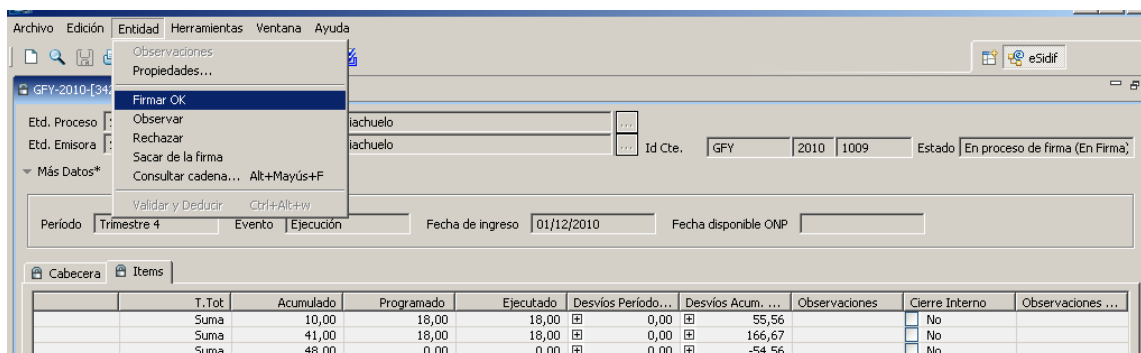 Archivo Edición Entidad Herramientas Ventana Ayuda
Observaciones
Propiedades...
eSidif
GFY-2010-[342
Firmar OK
Etd. Proceso iachuelo ...
Observar
Etd. Emisora iachuelo ... Id Cte. GFY 2010 1009 Estado En proceso de firma (En Firma)
Rechazar
Sacar de la firma
Más Datos*
Consultar cadena... Alt+Mayús+F
Validar y Deducir Ctrl+Alt+w
Período Trimestre 4 Evento Ejecución Fecha de ingreso 01/12/2010 Fecha disponible ONP
Cabecera Items
T.Tot Acumulado Programado Ejecutado Desvíos Período... Desvíos Acum. ... Observaciones Cierre Interno Observaciones ...
Suma 10,00 18,00 18,00 0,00 55,56 No
Suma 41,00 18,00 18,00 0,00 166,67 No
Suma 48,00 0,00 0,00 0,00 -54,56 No